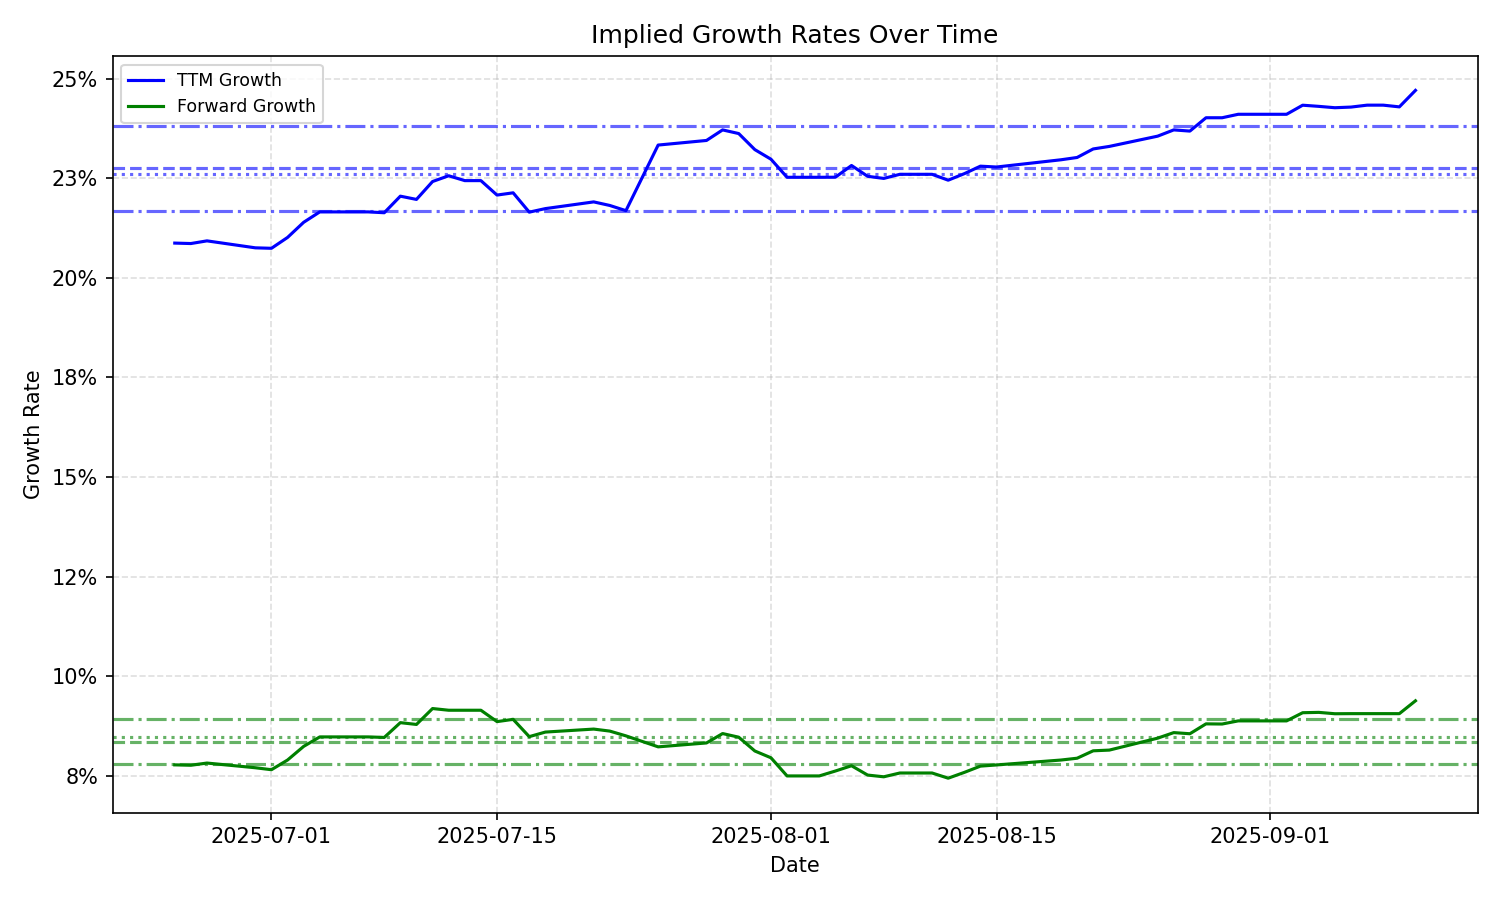 Implied Growth Rates Over Time
TTM Growth
Forward Growth
25%
23%
20%
18%
15%
12%
10%
8%
Growth Rate
2025-07-01
2025-07-15
2025-08-01
2025-08-15
2025-09-01
Date